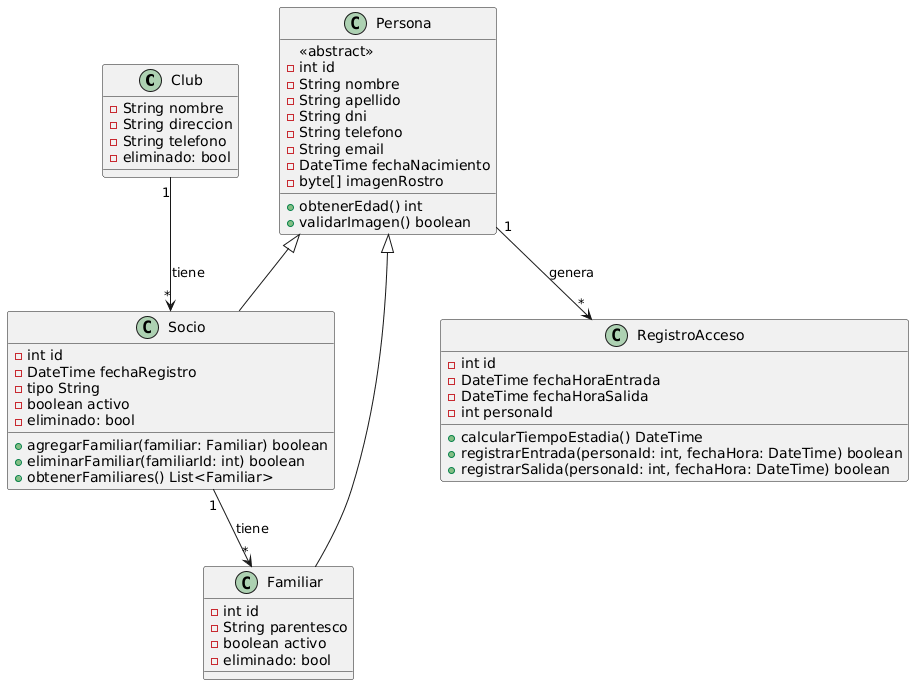 C Persona
«abstract»
int id
String nombre
String apellido
String dni
String telefono
String email
DateTime fechaNacimiento
byte[] imagenRostro
obtenerEdad() int
validarImagen() boolean
C Club
String nombre
String direccion
String telefono
eliminado: bool
1
tiene
*
1
genera
*
C Socio
int id
DateTime fechaRegistro
tipo String
boolean activo
eliminado: bool
agregarFamiliar(familiar: Familiar) boolean
eliminarFamiliar(familiarId: int) boolean
obtenerFamiliares() List<Familiar>
C RegistroAcceso
int id
DateTime fechaHoraEntrada
DateTime fechaHoraSalida
int personaId
calcularTiempoEstadia() DateTime
registrarEntrada(personaId: int, fechaHora: DateTime) boolean
registrarSalida(personaId: int, fechaHora: DateTime) boolean
1
tiene
*
C Familiar
int id
String parentesco
boolean activo
eliminado: bool